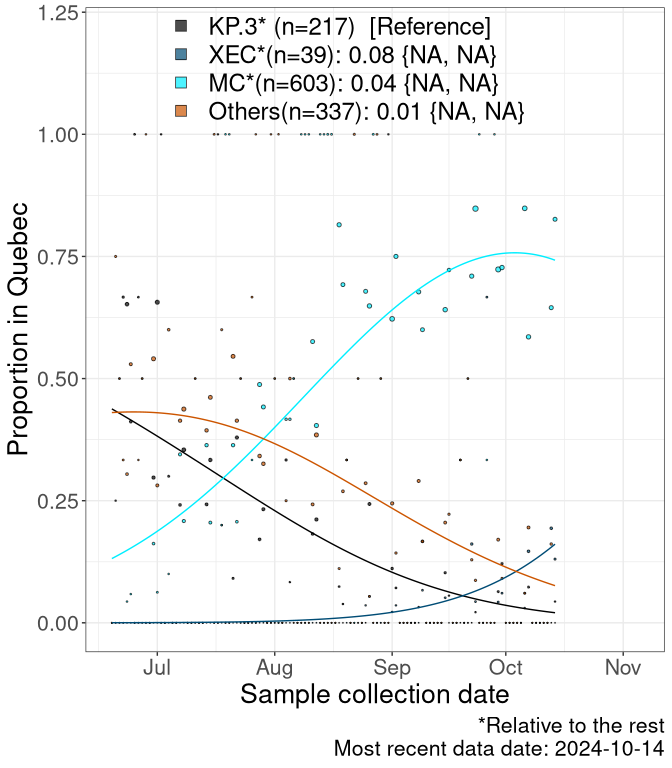 KP.3* (n=217)  [Reference]
XEC*(n=39): 0.08 {NA, NA}
MC*(n=603): 0.04 {NA, NA}
Others(n=337): 0.01 {NA, NA}
1.25
1.00
0.75
0.50
0.25
0.00
Proportion in Quebec
Jul Aug Sep Oct Nov
Sample collection date
*Relative to the rest
Most recent data date: 2024-10-14